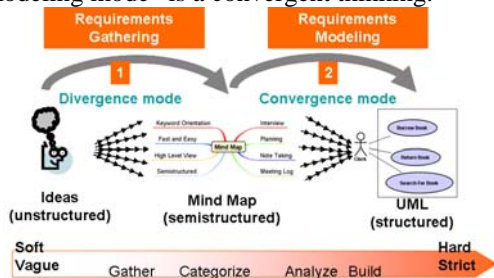 modeling mode" is a convergent thinking.
Requirements
Gathering
Requirements
Modeling
1
2
Divergence mode
Convergence mode
Keyword Orientation
Fast and Easy
High Level View
Semistructured
Mind Map
Interview
Planning
Note Taking
Meeting Log
Clerk
Borrow Book
Return Book
Search For Book
Ideas
(unstructured)
Mind Map
(semistructured)
UML
(structured)
Soft
Vague
Gather
Categorize
Analyze
Build
Hard
Strict